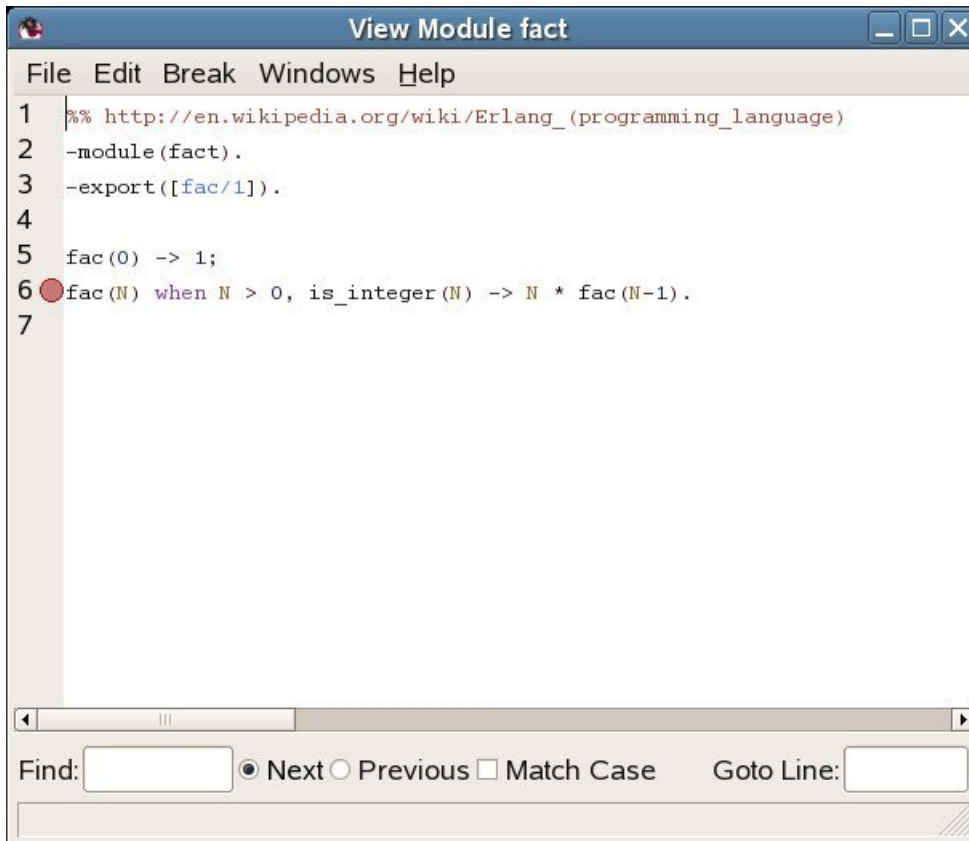 View Module fact
File Edit Break Windows Help
1 %% http://en.wikipedia.org/wiki/Erlang_(programming_language)
2 -module(fact).
3 -export([fac/1]).
4
5 fac(0) -> 1;
6 fac(N) when N > 0, is_integer(N) -> N * fac(N-1).
7
Find: Next Previous Match Case Goto Line: